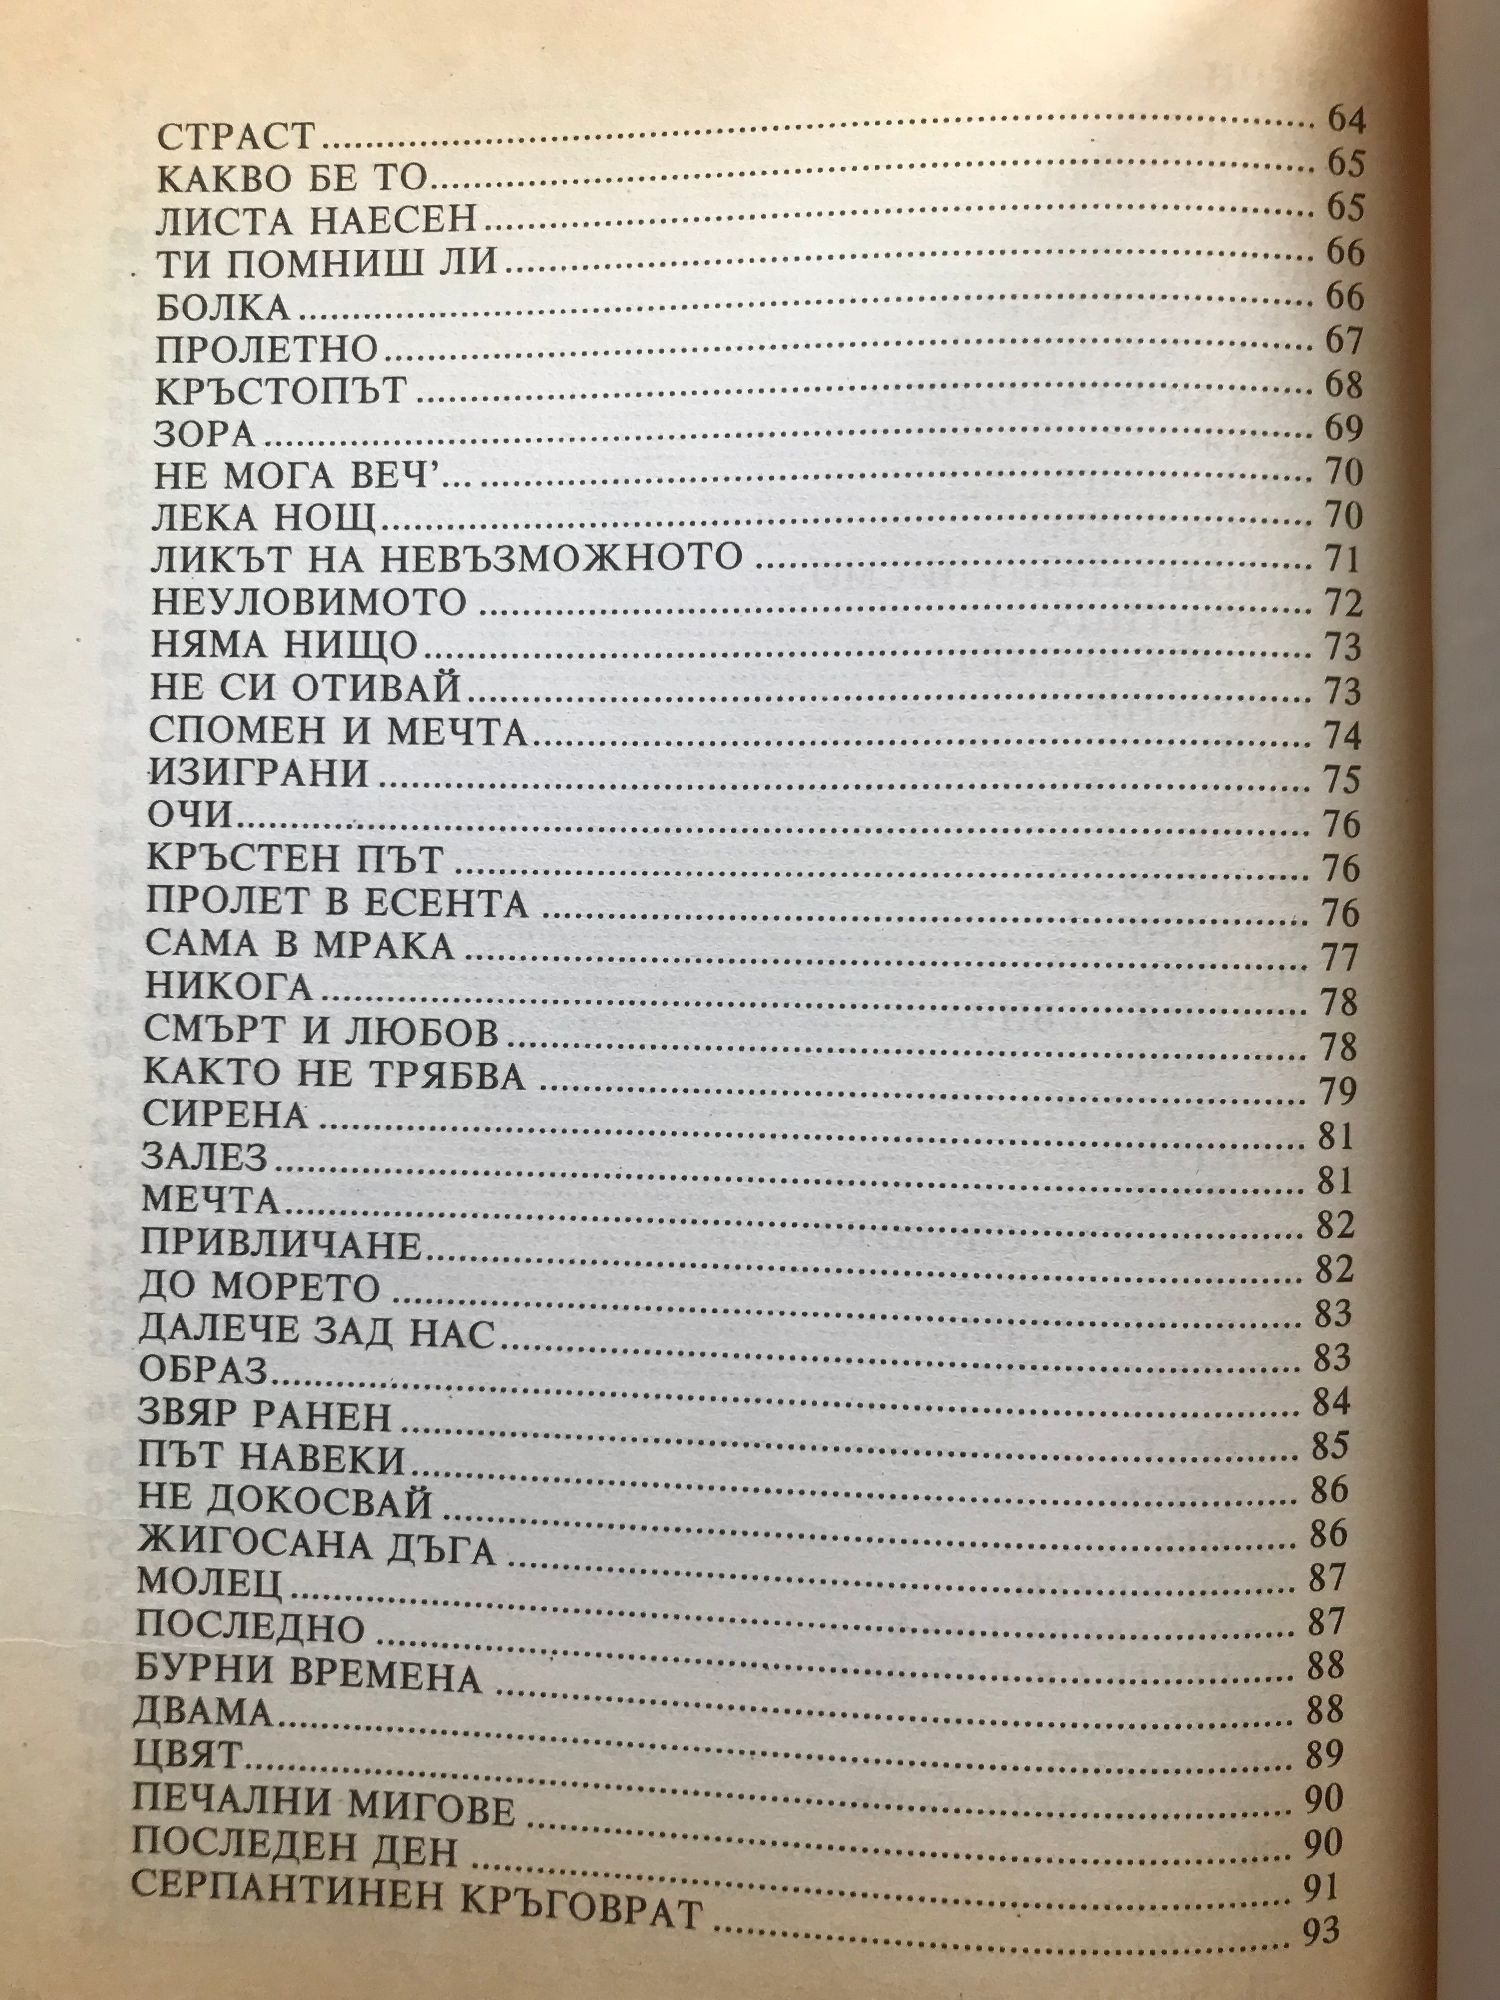 СТРАСТ........ 64
КАКВО БЕ ТО........ 65
ЛИСТА НАЕСЕН........ 65
ТИ ПОМНИШ ЛИ........ 66
БОЛКА........ 66
ПРОЛЕТНО........ 67
КРЪСТОПЪТ........ 68
ЗОРА........ 69
НЕ МОГА ВЕЧ'........... 70
ЛЕКА НОЩ........ 70
ЛИКЪТ НА НЕВЪЗМОЖНОТО........ 71
НЕУЛОВИМОТО........ 72
НЯМА НИЩО........ 73
НЕ СИ ОТИВАЙ........ 73
СПОМЕН И МЕЧТА........ 74
ИЗИГРАНИ........ 75
ОЧИ........ 76
КРЪСТЕН ПЪТ........ 76
ПРОЛЕТ В ЕСЕНТА........ 76
САМА В МРАКА........ 77
НИКОГА........ 78
СМЪРТ И ЛЮБОВ........ 78
КАКТО НЕ ТРЯБВА........ 79
СИРЕНА........ 81
ЗАЛЕЗ........ 81
МЕЧТА........ 82
ПРИВЛИЧАНЕ........ 82
ДО МОРЕТО........ 83
ДАЛЕЧЕ ЗАД НАС........ 83
ОБРАЗ........ 84
ЗВЯР РАНЕН........ 85
ПЪТ НАВЕКИ........ 86
НЕ ДОКОСВАЙ........ 86
ЖИГОСАНА ДЪГА........ 87
МОЛЕЦ........ 87
ПОСЛЕДНО........ 88
БУРНИ ВРЕМЕНА........ 88
ДВАМА........ 89
ЦВЯТ........ 90
ПЕЧАЛНИ МИГОВЕ........ 90
ПОСЛЕДЕН ДЕН........ 91
СЕРПАНТИНЕН КРЪГОВРАТ........ 93